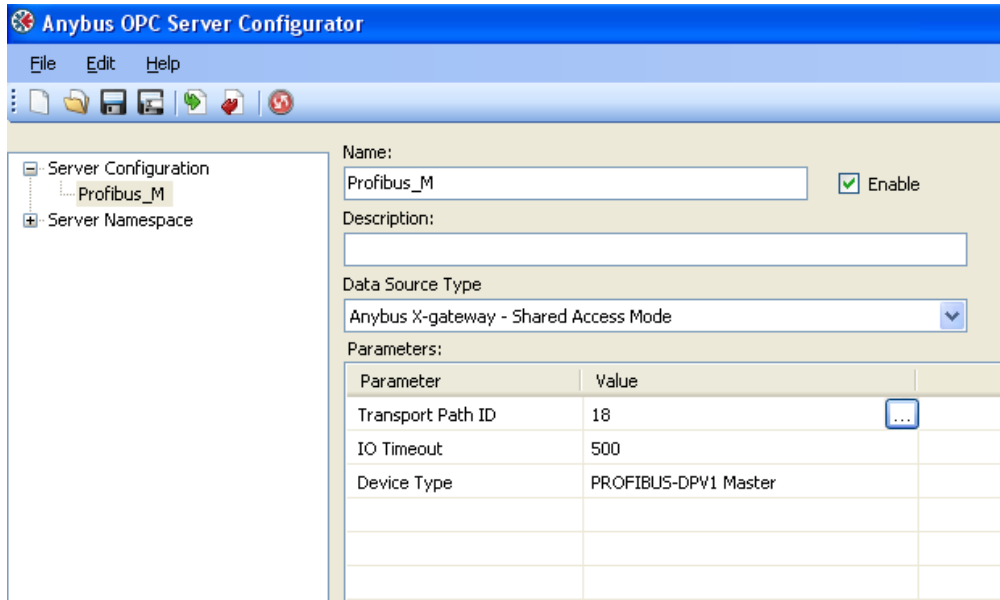 Anybus OPC Server Configurator
File Edit Help
Name:
Server Configuration
Profibus_M Enable
Profibus_M
Server Namespace
Description:
Data Source Type
Anybus X-gateway - Shared Access Mode
Parameters:
Parameter Value
Transport Path ID 18 ...
IO Timeout 500
Device Type PROFIBUS-DPV1 Master